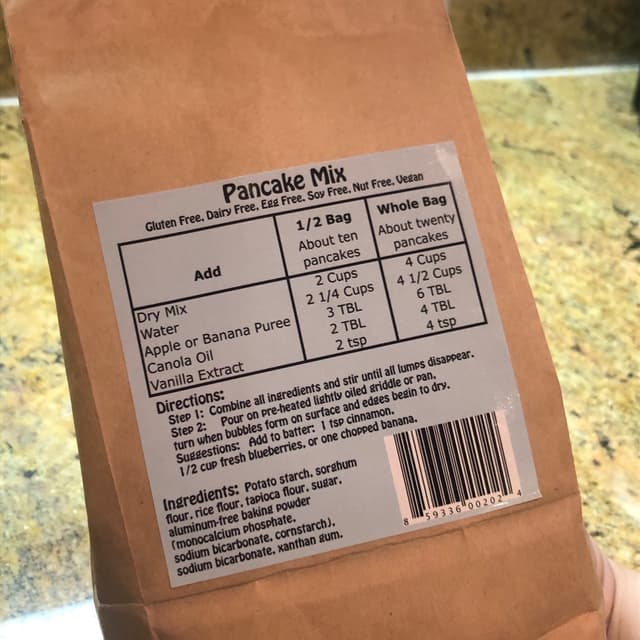 Pancake Mix
Gluten Free, Dairy Free, Egg Free, Soy Free, Nut Free, Vegan
Add 1/2 Bag About ten pancakes Whole Bag About twenty pancakes
Dry Mix 2 Cups 4 Cups
Water 2 1/4 Cups 4 1/2 Cups
Apple or Banana Puree 3 TBL 6 TBL
Canola Oil 2 TBL 4 TBL
Vanilla Extract 2 tsp 4 tsp
Directions:
Step 1: Combine all ingredients and stir until all lumps disappear.
Step 2: Pour on pre-heated lightly oiled griddle or pan,
turn when bubbles form on surface and edges begin to dry.
Suggestions: Add to batter: 1 tsp cinnamon,
1/2 cup fresh blueberries, or one chopped banana.
Ingredients: Potato starch, sorghum
flour, rice flour, tapioca flour, sugar,
aluminum-free baking powder
(monocalcium phosphate,
sodium bicarbonate, cornstarch),
sodium bicarbonate, xanthan gum.
8 59336 00202 4